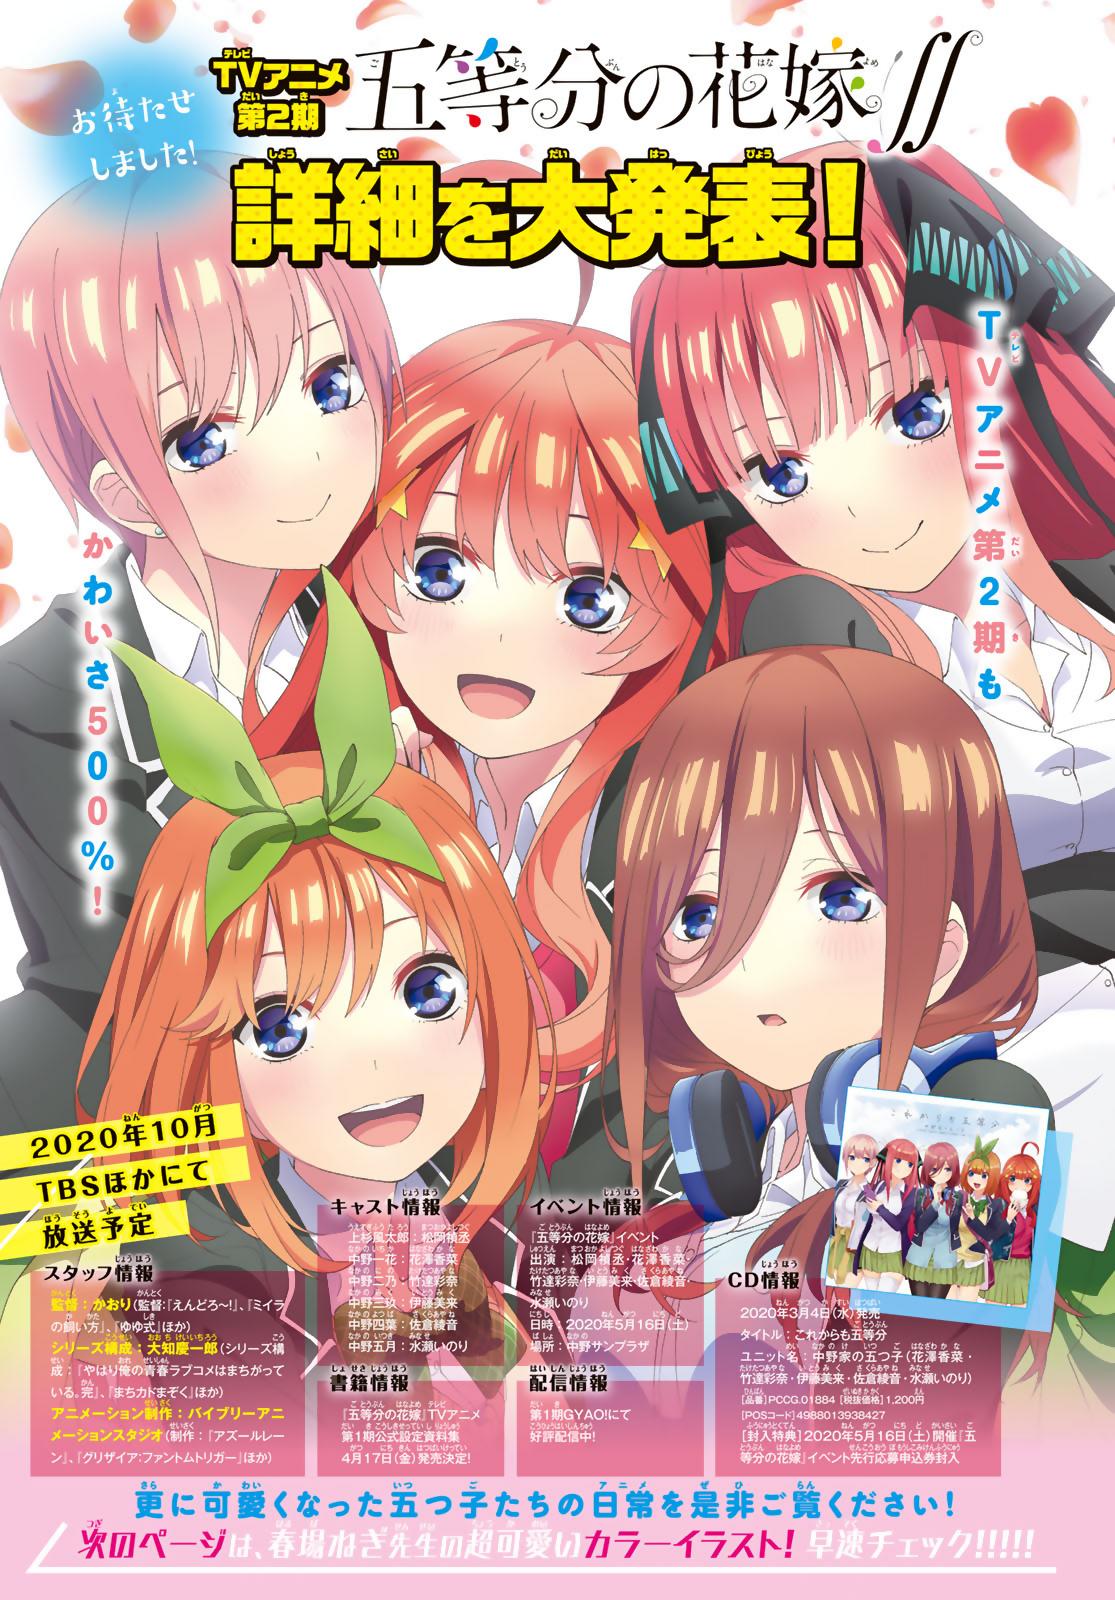 お待たせ
しました!
TVアニメ
第2期
五等分の花嫁∬
詳細を大発表!
TVアニメ第2期も
かわいさ500%!
2020年10月
TBSほかにて
放送予定
スタッフ情報
監督:かおり(監督:『えんどろ〜!』、『ミイラ
の飼い方』、『ゆゆ式』ほか)
シリーズ構成:大知慶一郎(シリーズ構
成:『やはり俺の青春ラブコメはまちがって
いる。完』、『まちカドまぞく』ほか)
アニメーション制作:バイブリーアニ
メーションスタジオ(制作:『アズールレー
ン』、『グリザイア:ファントムトリガー』ほか)
キャスト情報
上杉風太郎:松岡禎丞
中野一花:花澤香菜
中野二乃:竹達彩奈
中野三玖:伊藤美来
中野四葉:佐倉綾音
中野五月:水瀬いのり
書籍情報
『五等分の花嫁』TVアニメ
第1期公式設定資料集
4月17日(金)発売決定!
イベント情報
『五等分の花嫁』イベント
出演:松岡禎丞・花澤香菜・
竹達彩奈・伊藤美来・佐倉綾音・
水瀬いのり
日時:2020年5月16日(土)
場所:中野サンプラザ
配信情報
第1期GYAO!にて
好評配信中!
これからも五等分
CD情報
2020年3月4日(水)発売
タイトル:これからも五等分
ユニット名:中野家の五つ子(花澤香菜・
竹達彩奈・伊藤美来・佐倉綾音・水瀬いのり)
[品番]PCCG.01884 [税抜価格]1,200円
[POSコード]4988013938427
[封入特典]2020年5月16日(土)開催『五
等分の花嫁』イベント先行応募申込券封入
更に可愛くなった五つ子たちの日常を是非ご覧ください!
次のページは、春場ねぎ先生の超可愛いカラーイラスト! 早速チェック!!!!!